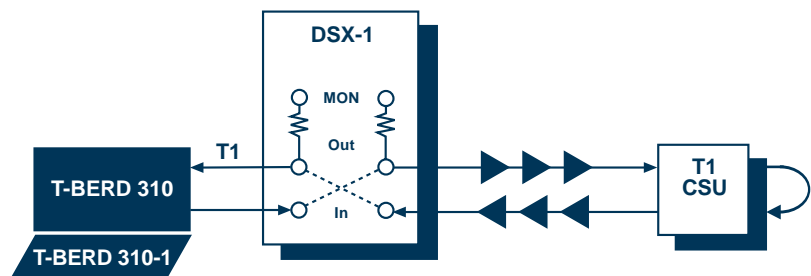 DSX-1
MON
T1
Out
T-BERD 310
In
T1
CSU
T-BERD 310-1